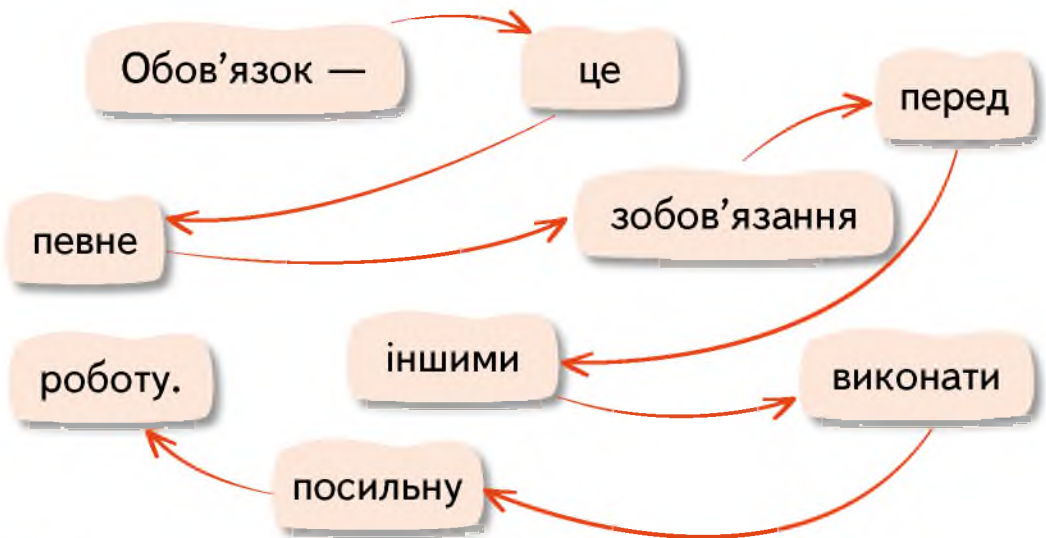 Обов’язок —
це
певне
зобов’язання
перед
іншими
виконати
посильну
роботу.